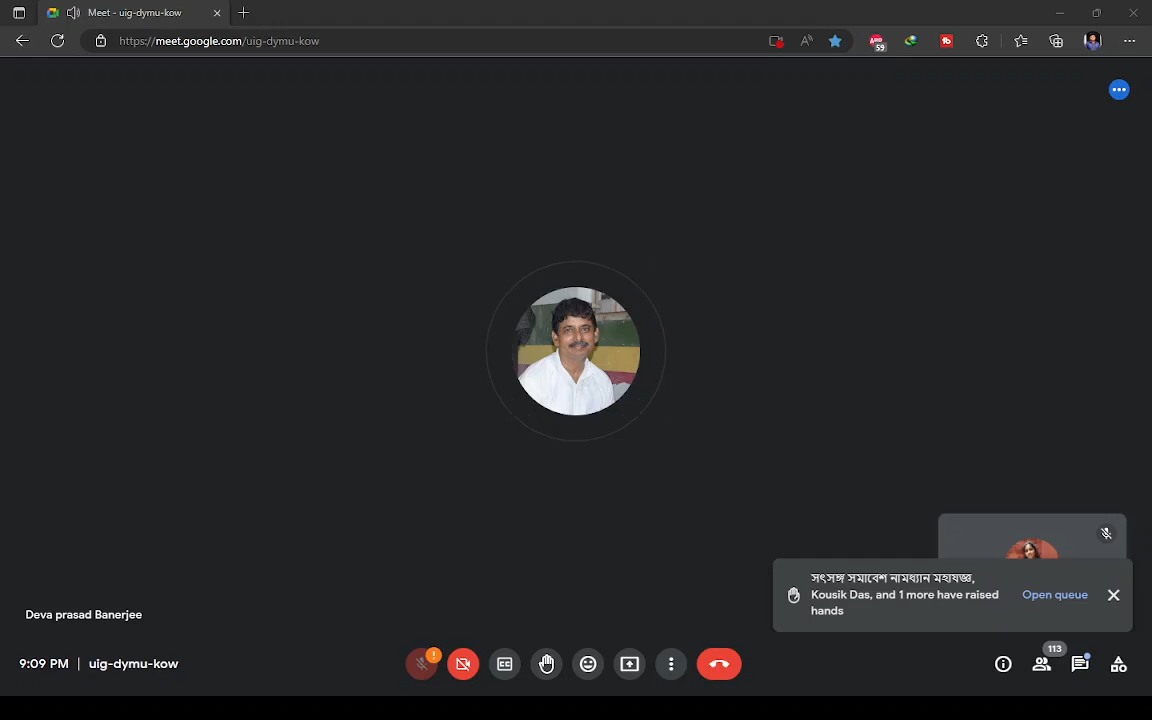 Meet - uig-dymu-kow
https://meet.google.com/uig-dymu-kow
59
Deva prasad Banerjee
সৎসঙ্গ সমাবেশ নামধ্যান মহাযজ্ঞ,
Kousik Das, and 1 more have raised
hands
Open queue
9:09 PM | uig-dymu-kow
113